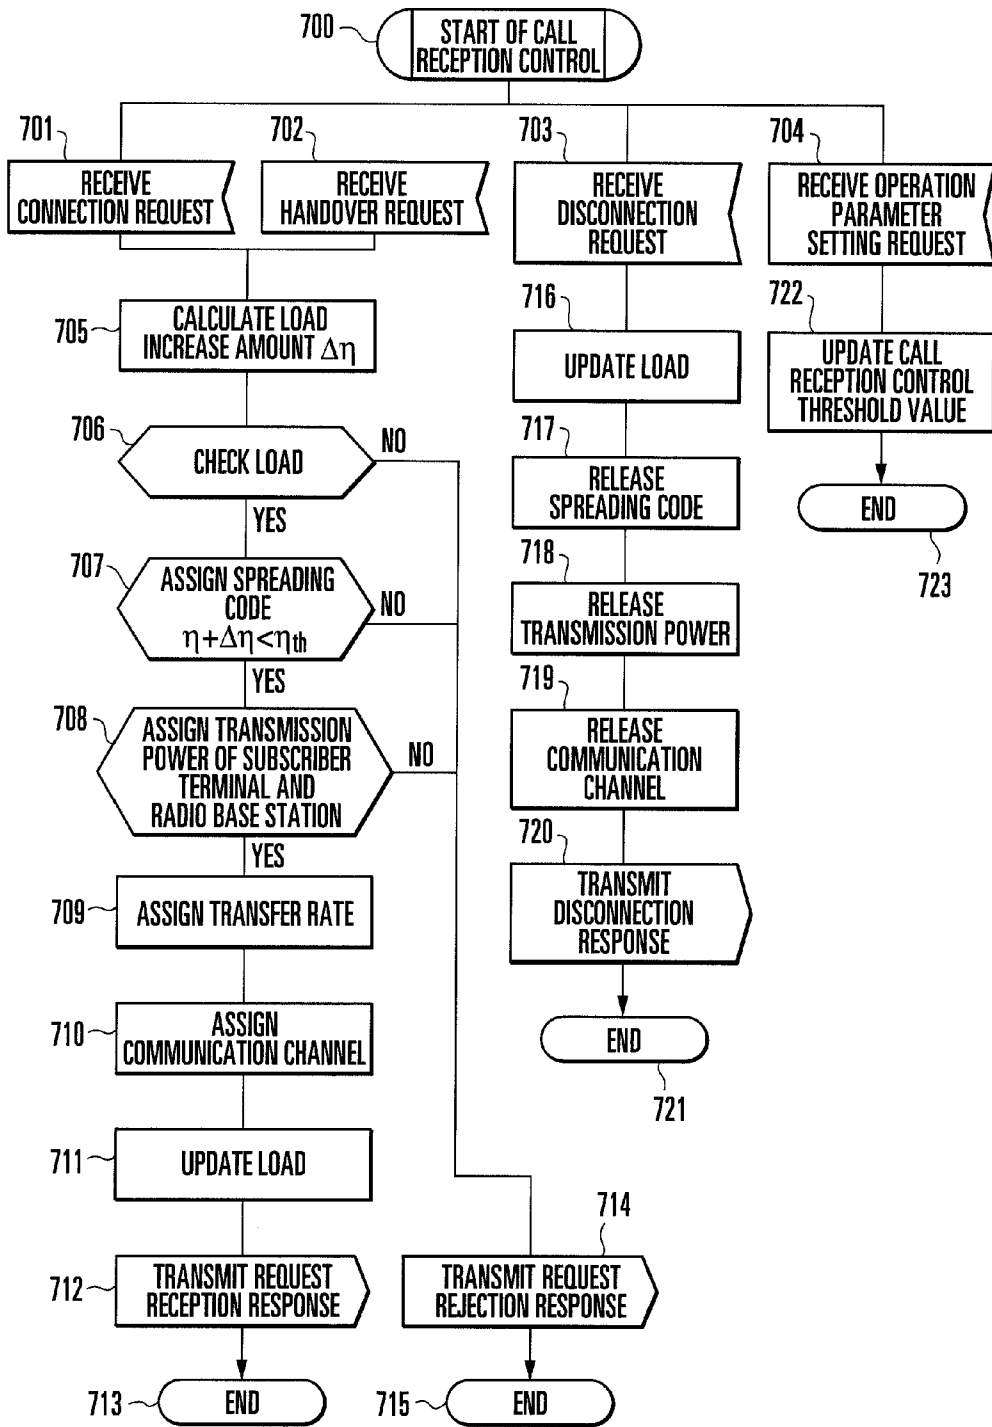 700
START OF CALL
RECEPTION CONTROL
701
RECEIVE
CONNECTION REQUEST
702
RECEIVE
HANDOVER REQUEST
703
RECEIVE
DISCONNECTION
REQUEST
704
RECEIVE OPERATION
PARAMETER
SETTING REQUEST
705
CALCULATE LOAD
INCREASE AMOUNT Δη
706
CHECK LOAD
NO
YES
707
ASSIGN SPREADING
CODE
η+Δη<ηth
NO
YES
708
ASSIGN TRANSMISSION
POWER OF SUBSCRIBER
TERMINAL AND
RADIO BASE STATION
NO
YES
709
ASSIGN TRANSFER RATE
710
ASSIGN
COMMUNICATION CHANNEL
711
UPDATE LOAD
712
TRANSMIT REQUEST
RECEPTION RESPONSE
713
END
714
TRANSMIT REQUEST
REJECTION RESPONSE
715
END
716
UPDATE LOAD
717
RELEASE
SPREADING CODE
718
RELEASE
TRANSMISSION POWER
719
RELEASE
COMMUNICATION
CHANNEL
720
TRANSMIT
DISCONNECTION
RESPONSE
END
721
722
UPDATE CALL
RECEPTION CONTROL
THRESHOLD VALUE
END
723